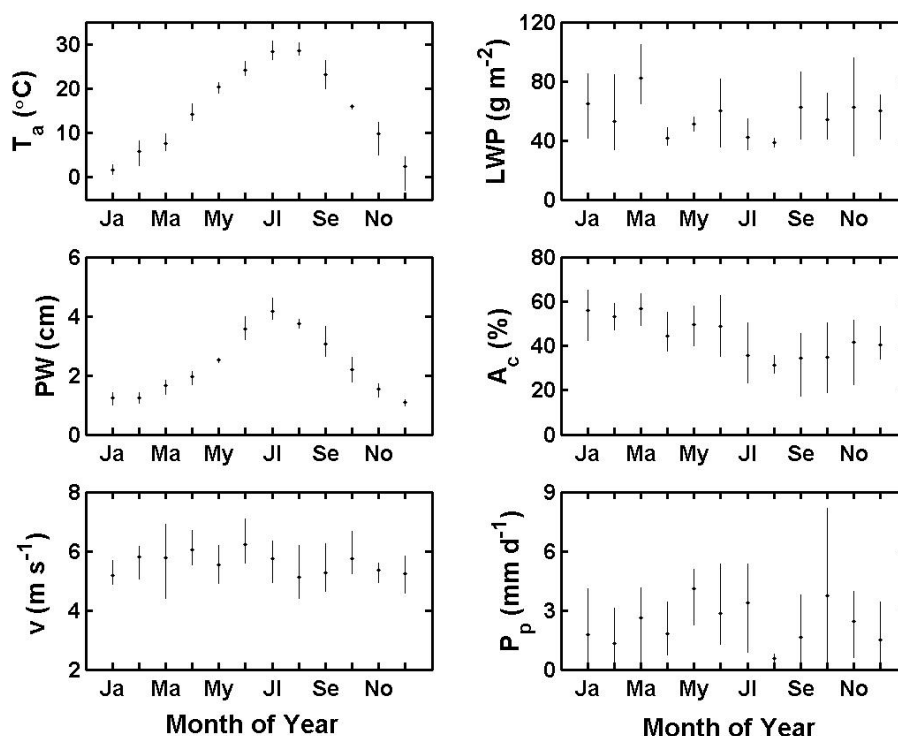 T_a (°C)
30
20
10
0
Ja Ma My Jl Se No
LWP (g m⁻²)
120
80
40
0
Ja Ma My Jl Se No
PW (cm)
6
4
2
0
Ja Ma My Jl Se No
A_c (%)
80
60
40
20
0
Ja Ma My Jl Se No
v (m s⁻¹)
8
6
4
2
Ja Ma My Jl Se No
Month of Year
P_p (mm d⁻¹)
9
6
3
0
Ja Ma My Jl Se No
Month of Year